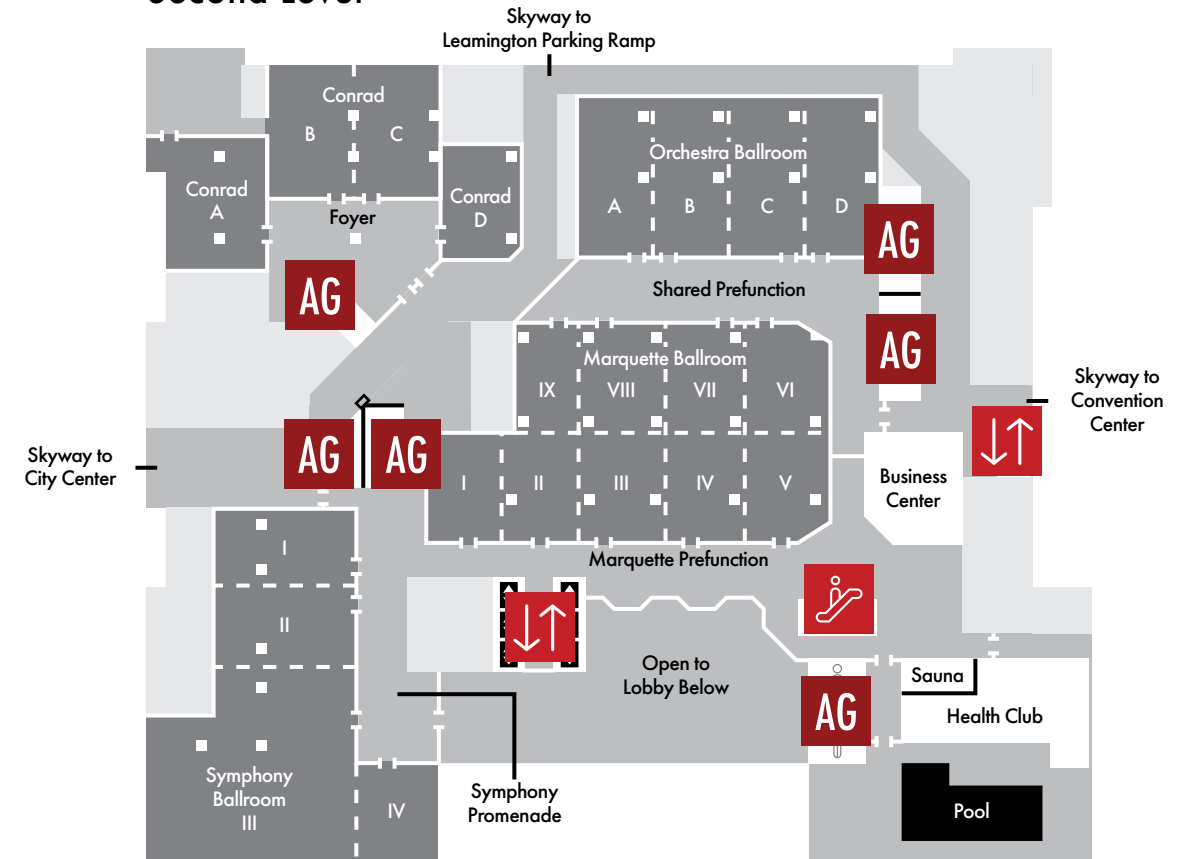 Second Level
Skyway to
Leamington Parking Ramp
Conrad
B
C
Conrad
A
Conrad
D
Foyer
Orchestra Ballroom
A
B
C
D
AG
AG
Shared Prefunction
AG
Marquette Ballroom
IX
VIII
VII
VI
Skyway to
Convention
Center
Skyway to
City Center
AG
AG
I
II
III
IV
V
Business
Center
Marquette Prefunction
I
II
Open to
Lobby Below
Sauna
AG
Health Club
Symphony
Ballroom
III
IV
Symphony
Promenade
Pool